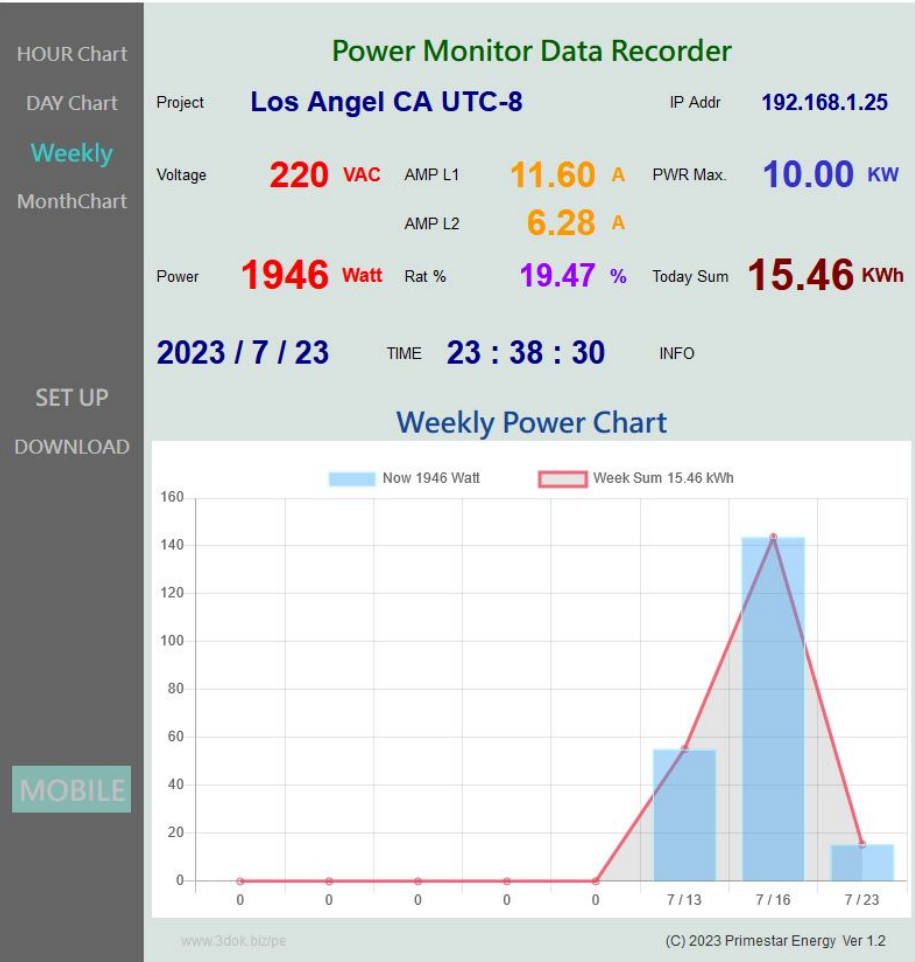 HOUR Chart
DAY Chart
Weekly
MonthChart
SET UP
DOWNLOAD
MOBILE
Power Monitor Data Recorder
Project Los Angel CA UTC-8 IP Addr 192.168.1.25
Voltage 220 VAC AMP L1 11.60 A PWR Max. 10.00 KW
AMP L2 6.28 A
Power 1946 Watt Rat % 19.47 % Today Sum 15.46 KWh
2023 / 7 / 23 TIME 23 : 38 : 30 INFO
Weekly Power Chart
Now 1946 Watt Week Sum 15.46 kWh
160
140
120
100
80
60
40
20
0
0 0 0 0 0 7 / 13 7 / 16 7 / 23
www.3dok.biz/pe (C) 2023 Primestar Energy Ver 1.2